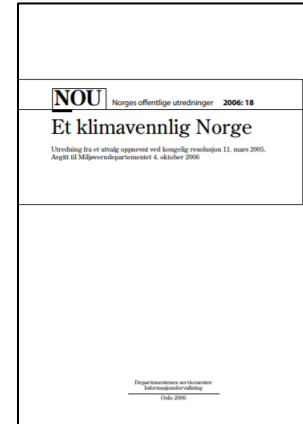 NOU Norges offentlige utredninger 2006: 18
Et klimavennlig Norge
Utredning fra et utvalg oppnevnt ved kongelig resolusjon 11. mars 2005.
Avgitt til Miljøverndepartementet 4. oktober 2006
Departementenes servicesenter
Informasjonsforvaltning
Oslo 2006